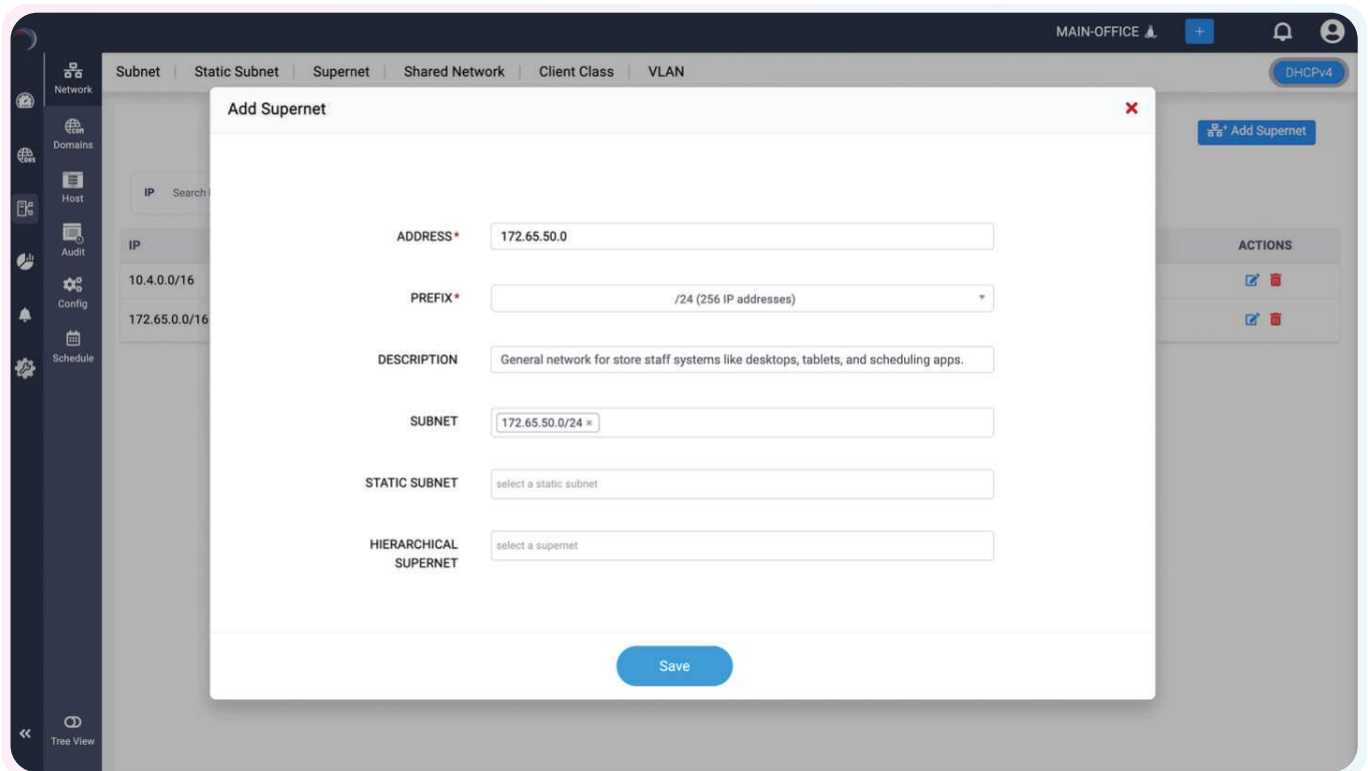 MAIN-OFFICE
Network
Subnet
Static Subnet
Supernet
Shared Network
Client Class
VLAN
DHCPv4
Domains
Host
Audit
Config
Schedule
Tree View
Add Supernet
Add Supernet
IP Search
IP
ACTIONS
10.4.0.0/16
172.65.0.0/16
ADDRESS*
172.65.50.0
PREFIX*
/24 (256 IP addresses)
DESCRIPTION
General network for store staff systems like desktops, tablets, and scheduling apps.
SUBNET
172.65.50.0/24 ×
STATIC SUBNET
select a static subnet
HIERARCHICAL
SUPERNET
select a supernet
Save